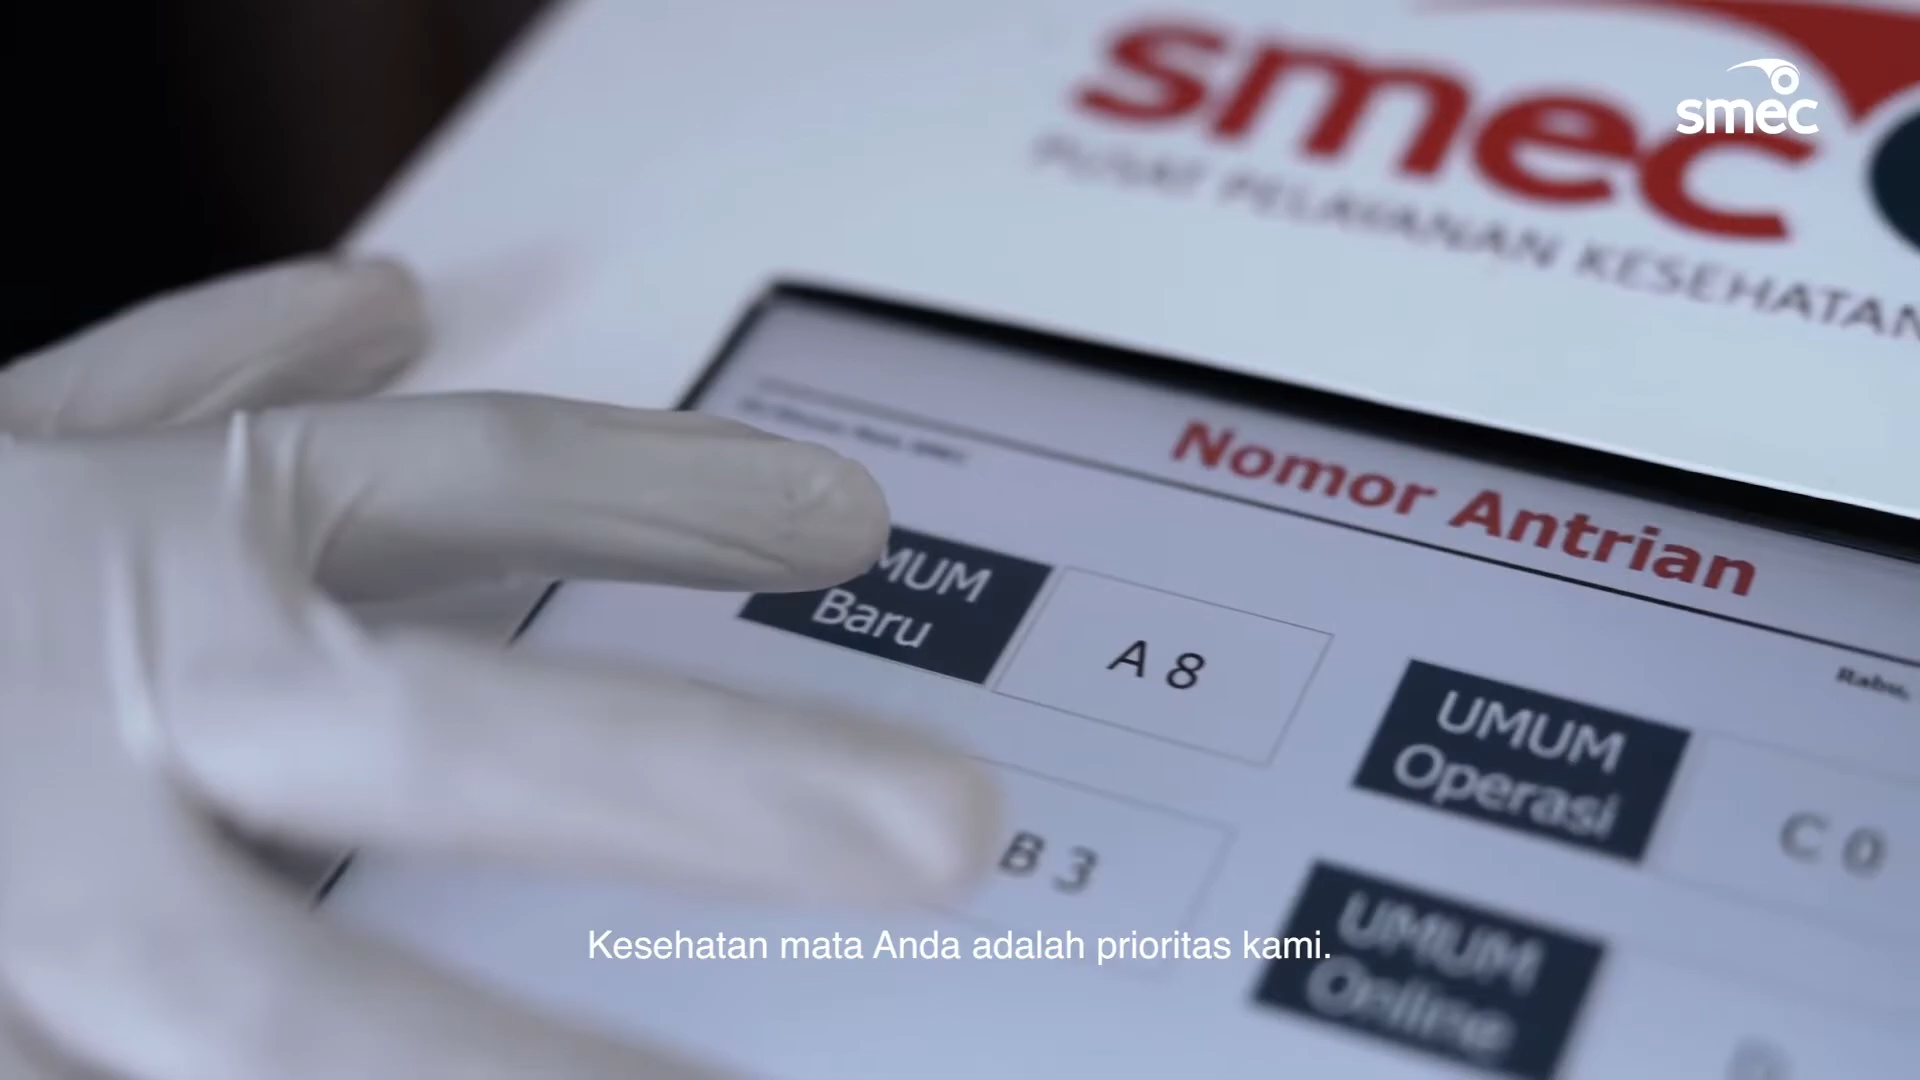 smec
smec
PUSAT PELAYANAN KESEHATAN
Nomor Antrian
Rabu,
MUM
Baru
A 8
UMUM
Operasi
C 0
B 3
UMUM
Online
Kesehatan mata Anda adalah prioritas kami.